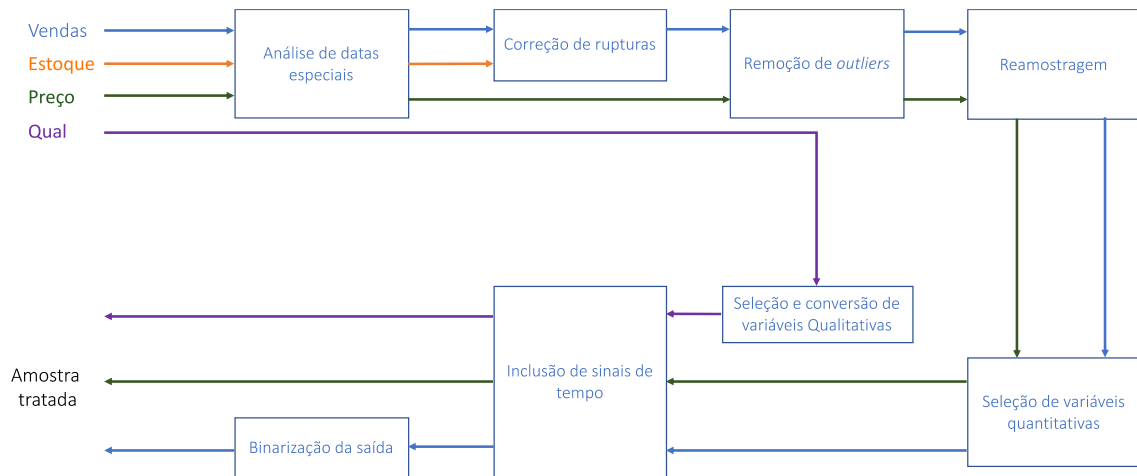 Vendas
Estoque
Preço
Qual
Análise de datas
especiais
Correção de rupturas
Remoção de outliers
Reamostragem
Seleção e conversão de
variáveis Qualitativas
Inclusão de sinais de
tempo
Seleção de variáveis
quantitativas
Amostra
tratada
Binarização da saída